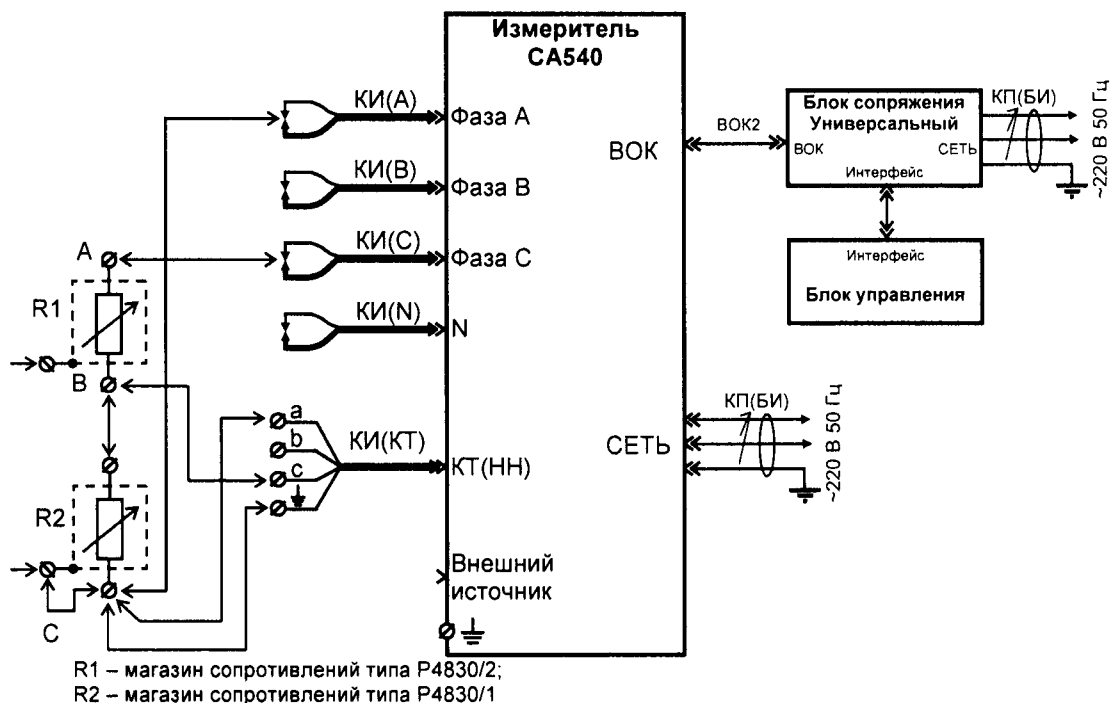 Измеритель
СА540
КИ(А)
Фаза А
КИ(В)
Фаза В
КИ(С)
Фаза С
КИ(N)
N
КИ(КТ)
КТ(НН)
a
b
c
Внешний
источник
ВОК
СЕТЬ
ВОК2
Блок сопряжения
Универсальный
ВОК
СЕТЬ
Интерфейс
КП(БИ)
~220 В 50 Гц
Интерфейс
Блок управления
КП(БИ)
~220 В 50 Гц
A
R1
B
R2
C
R1 – магазин сопротивлений типа Р4830/2;
R2 – магазин сопротивлений типа Р4830/1